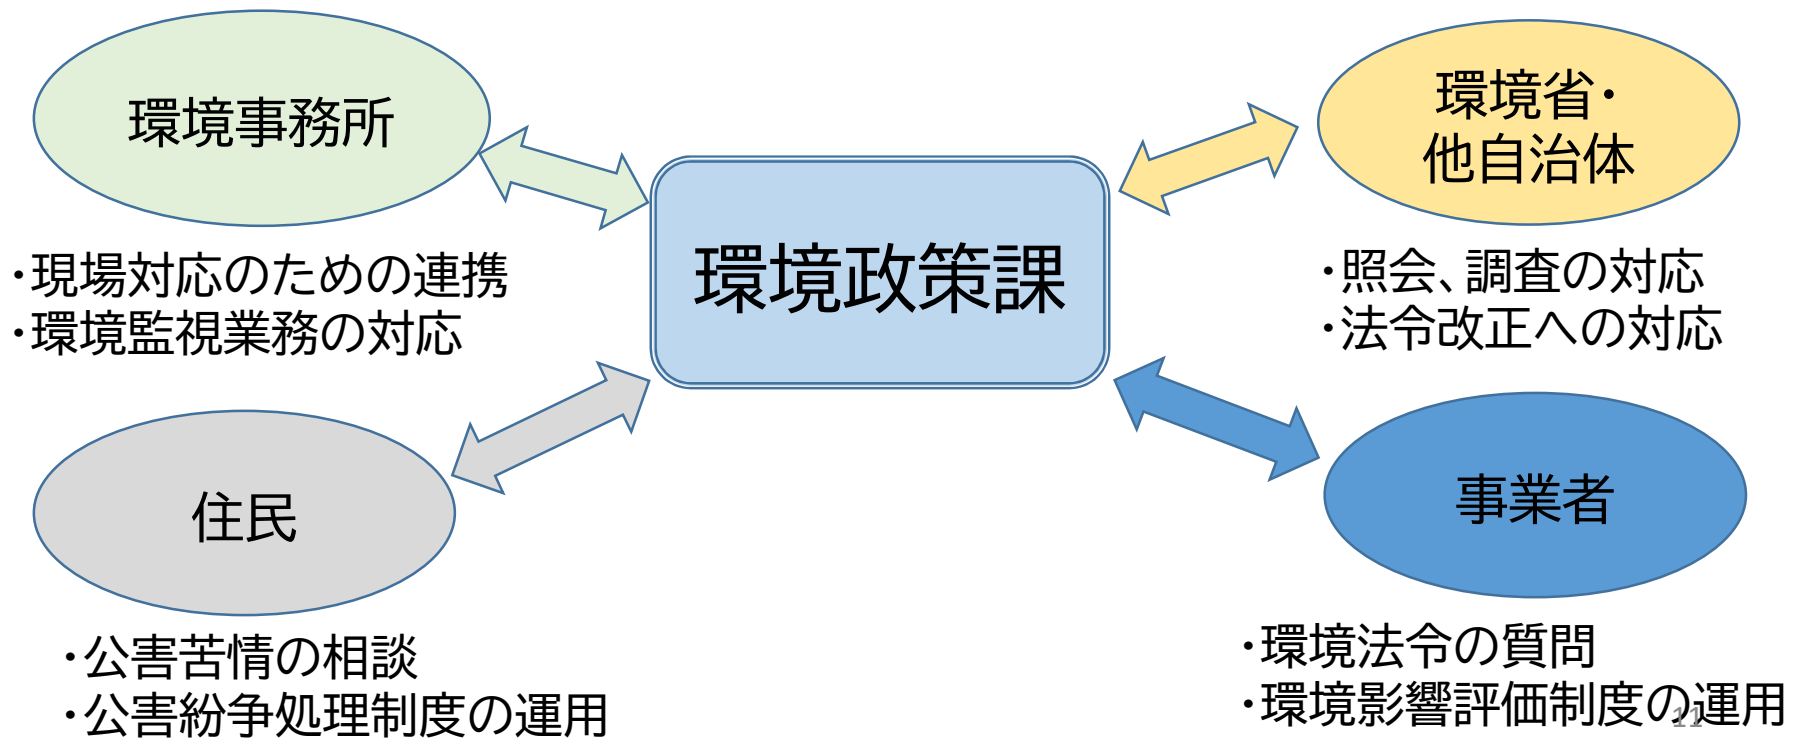 環境事務所
・現場対応のための連携
・環境監視業務の対応
環境省・
他自治体
・照会、調査の対応
・法令改正への対応
環境政策課
住民
・公害苦情の相談
・公害紛争処理制度の運用
事業者
・環境法令の質問
・環境影響評価制度の運用
11